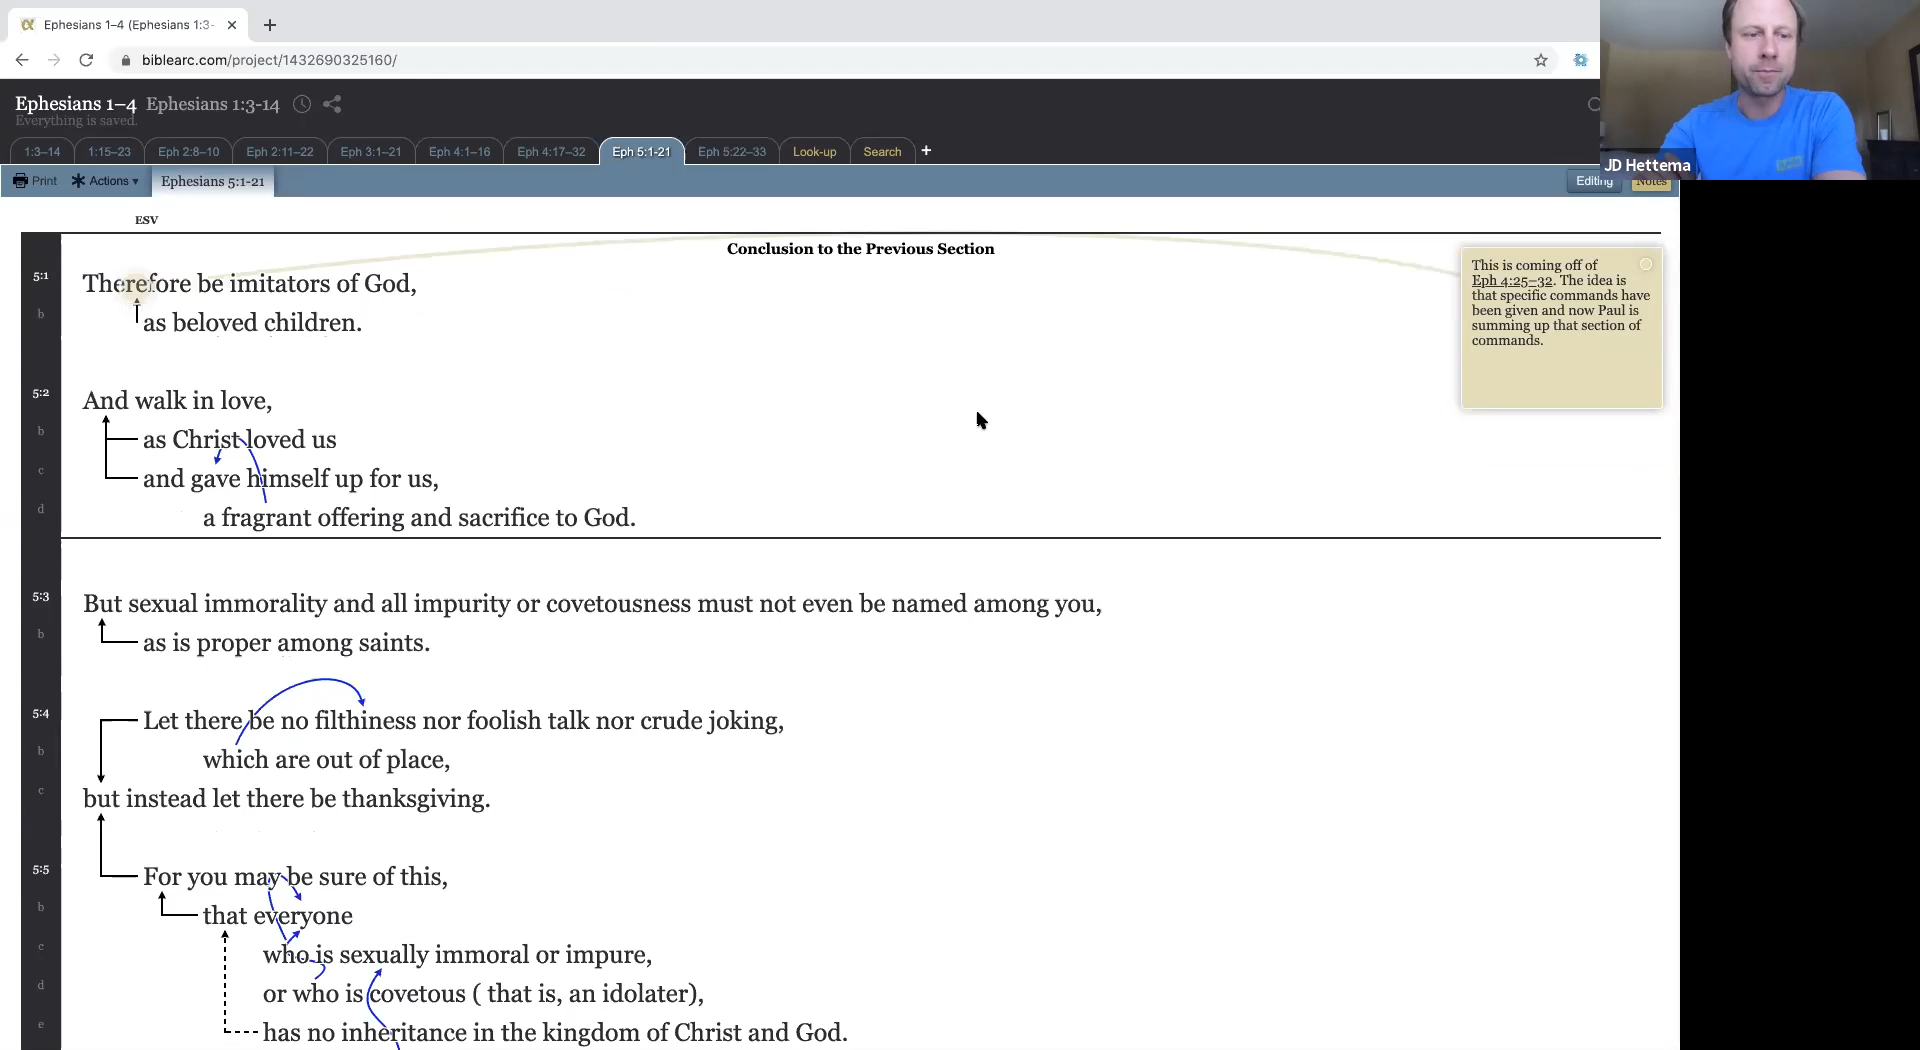 Ephesians 1–4 (Ephesians 1:3-
biblearc.com/project/1432690325160/
Ephesians 1–4 Ephesians 1:3-14
Everything is saved.
1:3–14 1:15–23 Eph 2:8–10 Eph 2:11–22 Eph 3:1–21 Eph 4:1–16 Eph 4:17–32 Eph 5:1-21 Eph 5:22–33 Look-up Search +
JD Hettema
Print Actions Ephesians 5:1-21 Editing Notes
ESV
Conclusion to the Previous Section
5:1 Therefore be imitators of God,
b as beloved children.
This is coming off of
Eph 4:25–32. The idea is
that specific commands have
been given and now Paul is
summing up that section of
commands.
5:2 And walk in love,
b as Christ loved us
c and gave himself up for us,
d a fragrant offering and sacrifice to God.
5:3 But sexual immorality and all impurity or covetousness must not even be named among you,
b as is proper among saints.
5:4 Let there be no filthiness nor foolish talk nor crude joking,
b which are out of place,
c but instead let there be thanksgiving.
5:5 For you may be sure of this,
b that everyone
c who is sexually immoral or impure,
d or who is covetous ( that is, an idolater),
e has no inheritance in the kingdom of Christ and God.